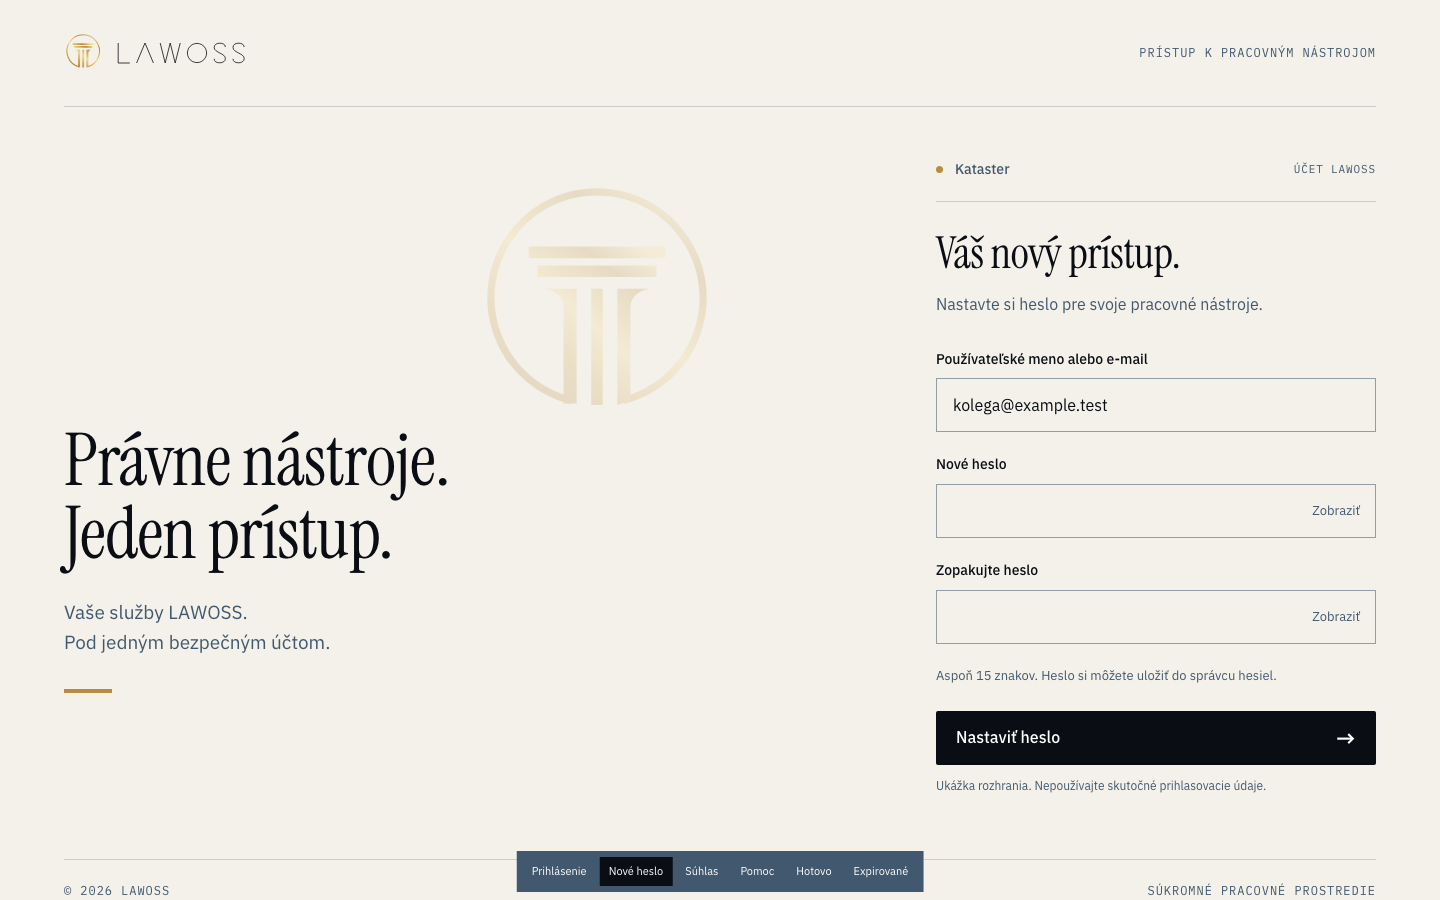 LAWOSS
PRÍSTUP K PRACOVNÝM NÁSTROJOM
Právne nástroje.
Jeden prístup.
Vaše služby LAWOSS.
Pod jedným bezpečným účtom.
Kataster
ÚČET LAWOSS
Váš nový prístup.
Nastavte si heslo pre svoje pracovné nástroje.
Používateľské meno alebo e-mail
kolega@example.test
Nové heslo
Zobraziť
Zopakujte heslo
Zobraziť
Aspoň 15 znakov. Heslo si môžete uložiť do správcu hesiel.
Nastaviť heslo →
Ukážka rozhrania. Nepoužívajte skutočné prihlasovacie údaje.
Prihlásenie Nové heslo Súhlas Pomoc Hotovo Expirované
© 2026 LAWOSS
SÚKROMNÉ PRACOVNÉ PROSTREDIE